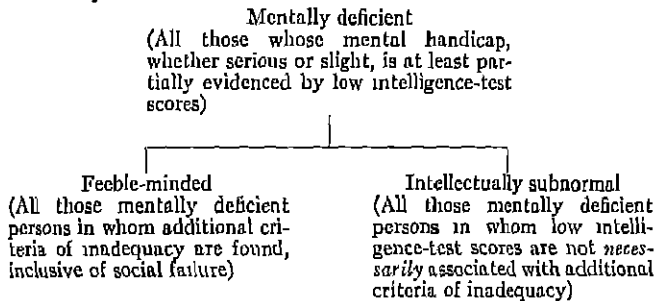 Mentally deficient
(All those whose mental handicap,
whether serious or slight, is at least par-
tially evidenced by low intelligence-test
scores)
Feeble-minded
(All those mentally deficient
persons in whom additional cri-
teria of inadequacy are found,
inclusive of social failure)
Intellectually subnormal
(All those mentally deficient
persons in whom low intelli-
gence-test scores are not neces-
sarily associated with additional
criteria of inadequacy)